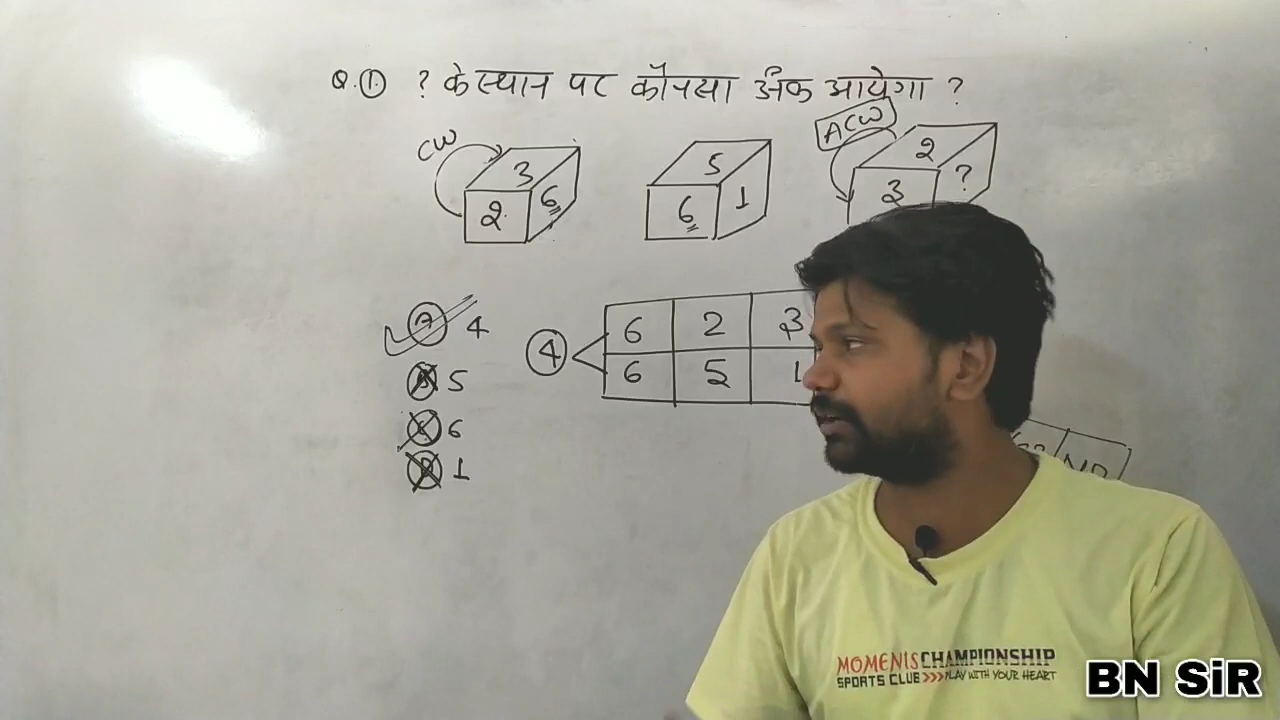 Q.① ? के स्थान पर कौनसा अंक आयेगा ?
CW
3
2 6
5
6 1
ACW
2
3 ?
A 4
B 5
C 6
D 1
4
6 2 3
6 5 1
MOMENTS CHAMPIONSHIP
SPORTS CLUB >>> PLAY WITH YOUR HEART
BN SiR